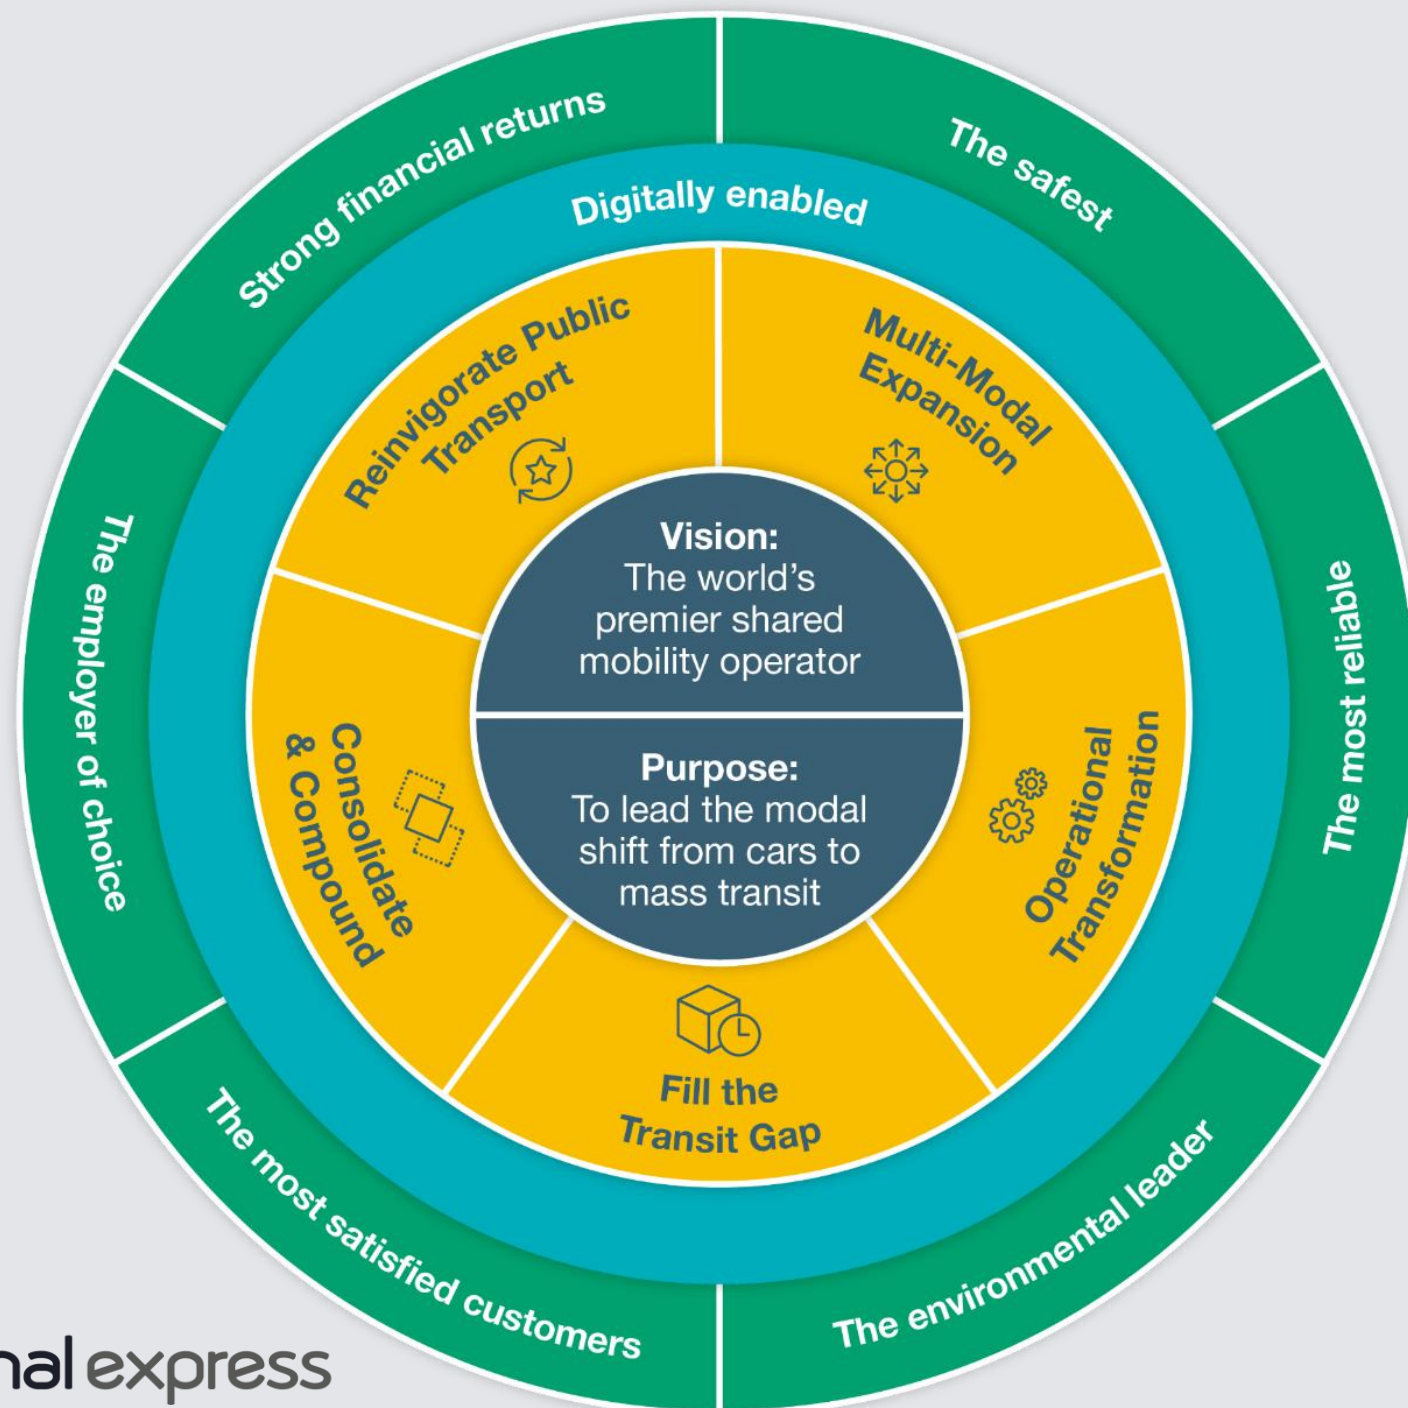 Strong financial returns
The safest
Digitally enabled
Reinvigorate Public
Transport
Multi-Modal
Expansion
Vision:
The world’s
premier shared
mobility operator
The employer of choice
The most reliable
Consolidate
& Compound
Purpose:
To lead the modal
shift from cars to
mass transit
Operational
Transformation
Fill the
Transit Gap
The most satisfied customers
The environmental leader
nal express